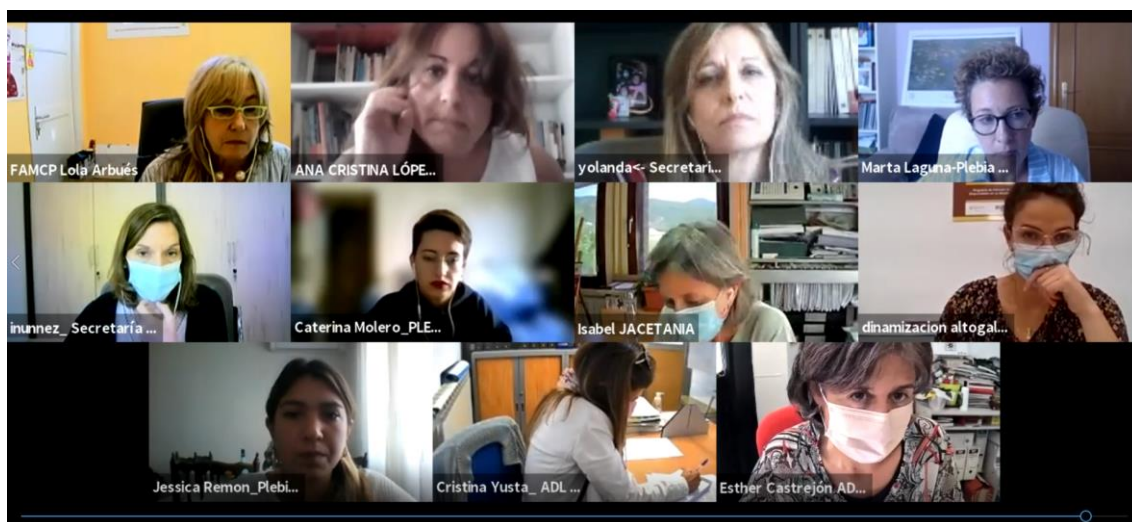 FAMCP Lola Arbués
ANA CRISTINA LÓPE...
yolanda<- Secretari...
Marta Laguna-Plebia ...
inunnez_ Secretaría ...
Caterina Molero_PLE...
Isabel JACETANIA
dinamizacion altogal...
Jessica Remon_Plebi...
Cristina Yusta_ ADL ...
Esther Castrejón AD...